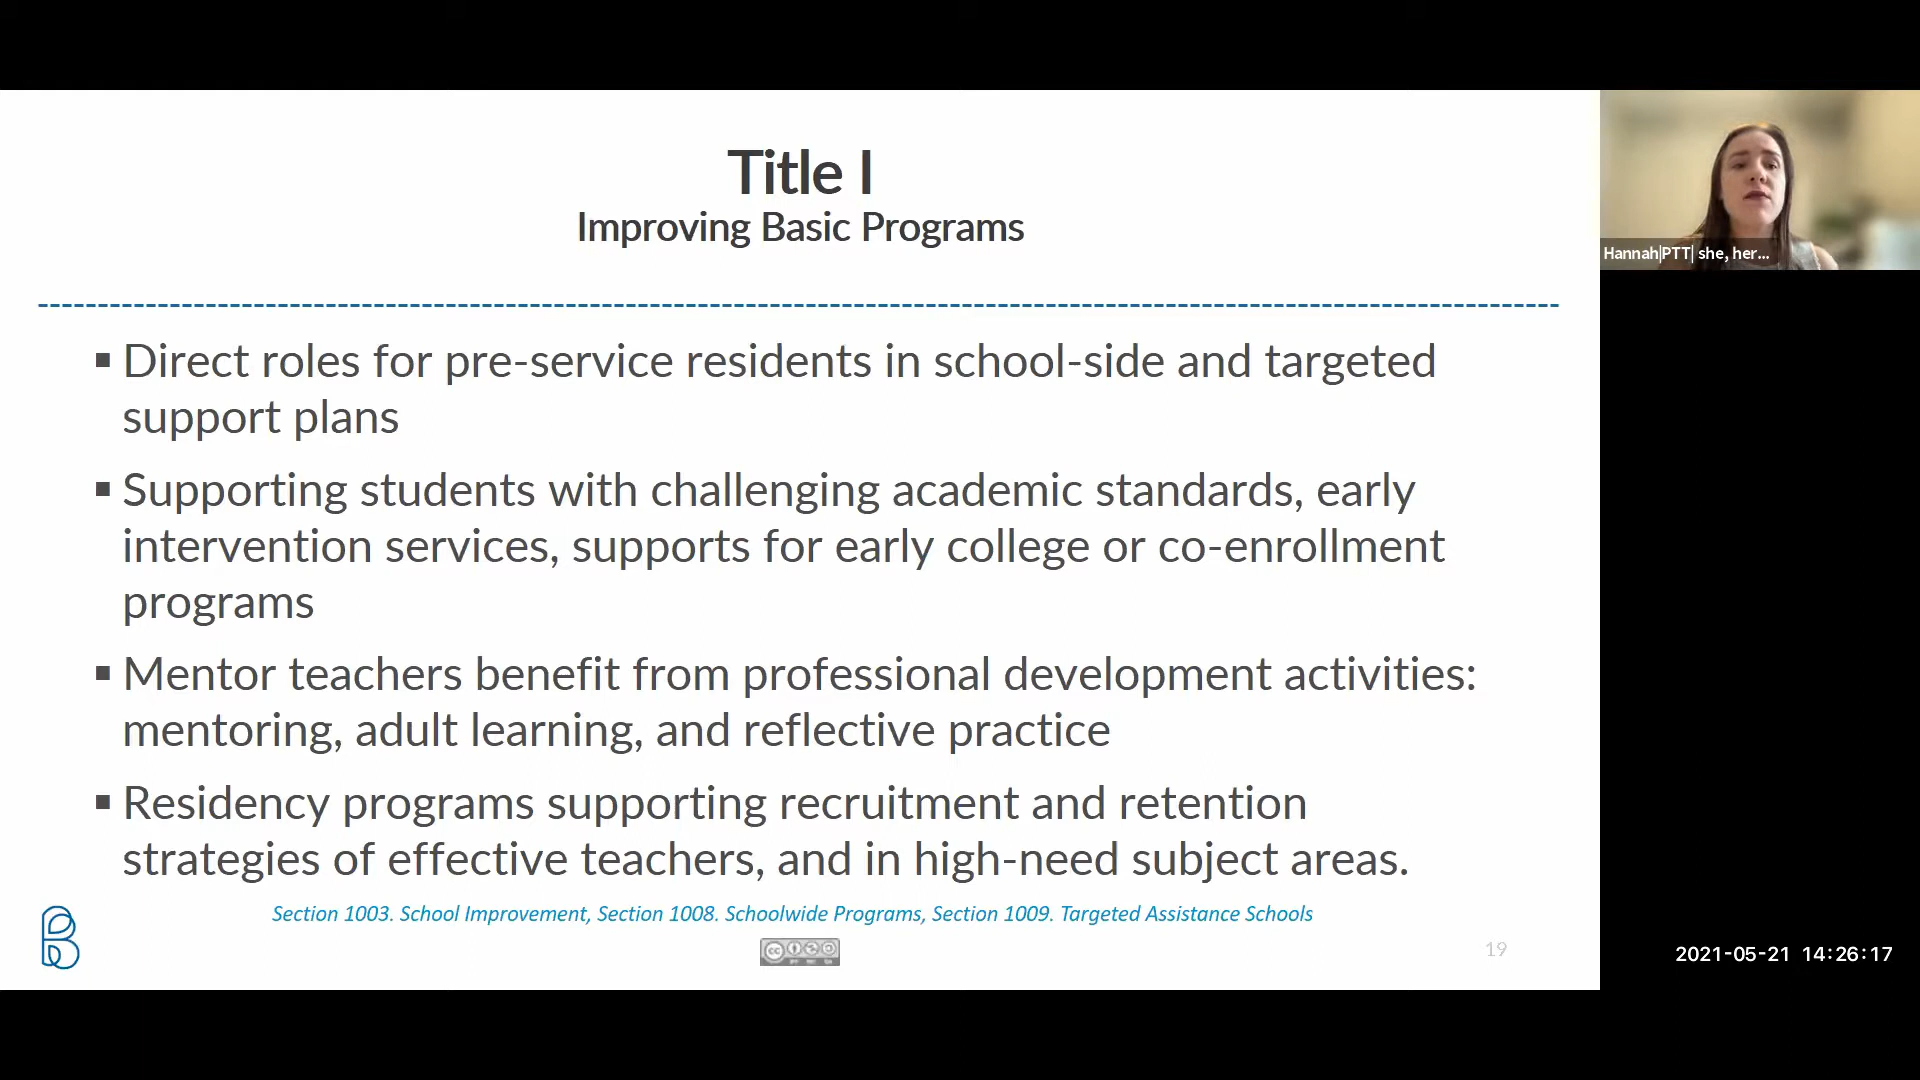 Title I
Improving Basic Programs
Direct roles for pre-service residents in school-side and targeted
support plans
Supporting students with challenging academic standards, early
intervention services, supports for early college or co-enrollment
programs
Mentor teachers benefit from professional development activities:
mentoring, adult learning, and reflective practice
Residency programs supporting recruitment and retention
strategies of effective teachers, and in high-need subject areas.
Section 1003. School Improvement, Section 1008. Schoolwide Programs, Section 1009. Targeted Assistance Schools
cc
19
Hannah|PTT| she, her...
2021-05-21 14:26:17